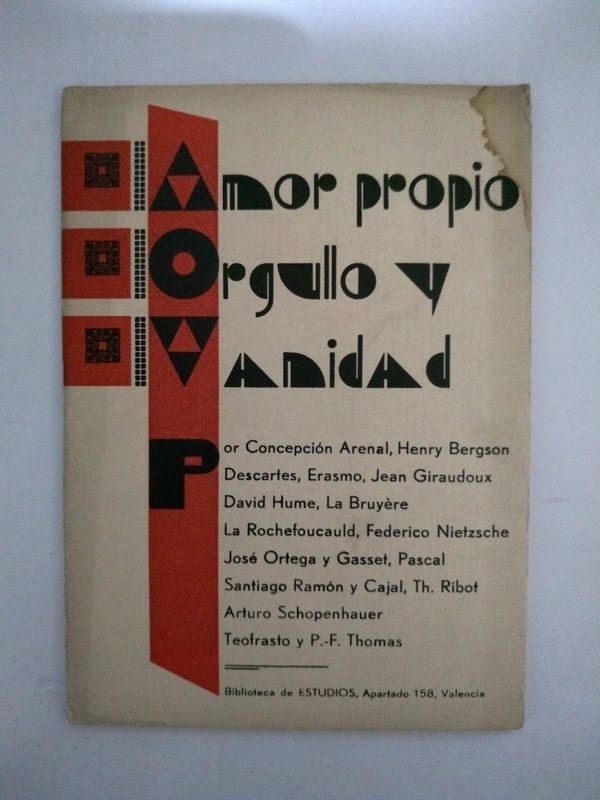 Amor propio
Orgullo y
Vanidad
Por Concepción Arenal, Henry Bergson
Descartes, Erasmo, Jean Giraudoux
David Hume, La Bruyère
La Rochefoucauld, Federico Nietzsche
José Ortega y Gasset, Pascal
Santiago Ramón y Cajal, Th. Ribot
Arturo Schopenhauer
Teofrasto y P.-F. Thomas
Biblioteca de ESTUDIOS, Apartado 158, Valencia